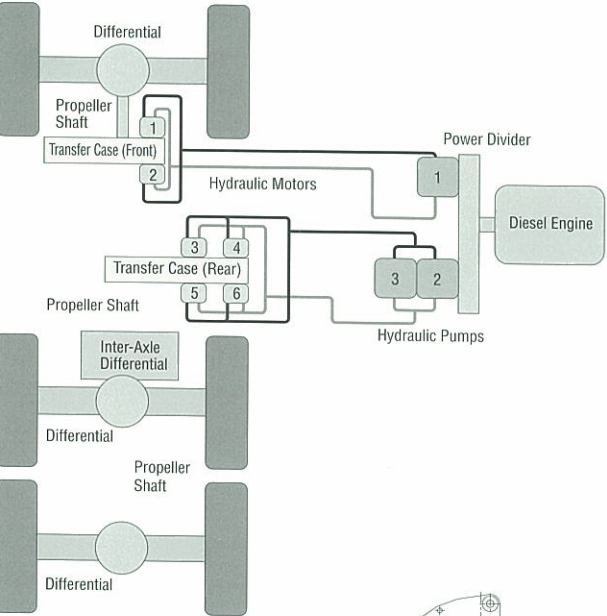 Differential
Propeller
Shaft
1
Transfer Case (Front)
2
Hydraulic Motors
Power Divider
1
Diesel Engine
3
4
Transfer Case (Rear)
5
6
3
2
Propeller Shaft
Hydraulic Pumps
Inter-Axle
Differential
Differential
Propeller
Shaft
Differential